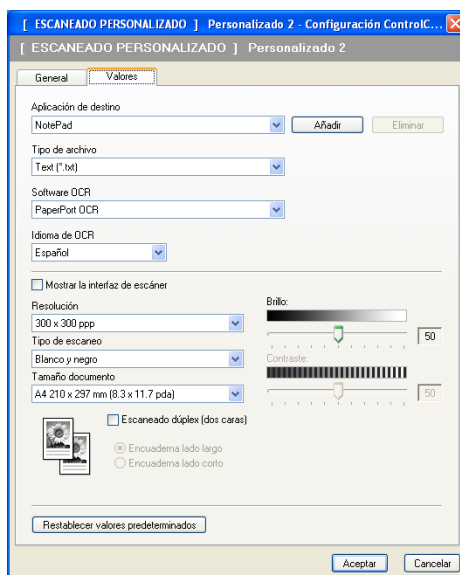 [ ESCANEADO PERSONALIZADO ] Personalizado 2 - Configuración ControlC...
[ ESCANEADO PERSONALIZADO ] Personalizado 2
General Valores
Aplicación de destino
NotePad Añadir Eliminar
Tipo de archivo
Text (*.txt)
Software OCR
PaperPort OCR
Idioma de OCR
Español
Mostrar la interfaz de escáner
Resolución Brillo:
300 x 300 ppp 50
Tipo de escaneo
Blanco y negro Contraste:
Tamaño documento
A4 210 x 297 mm (8.3 x 11.7 pda) 50
Escaneado dúplex (dos caras)
Encuaderna lado largo
Encuaderna lado corto
Restablecer valores predeterminados
Aceptar Cancelar